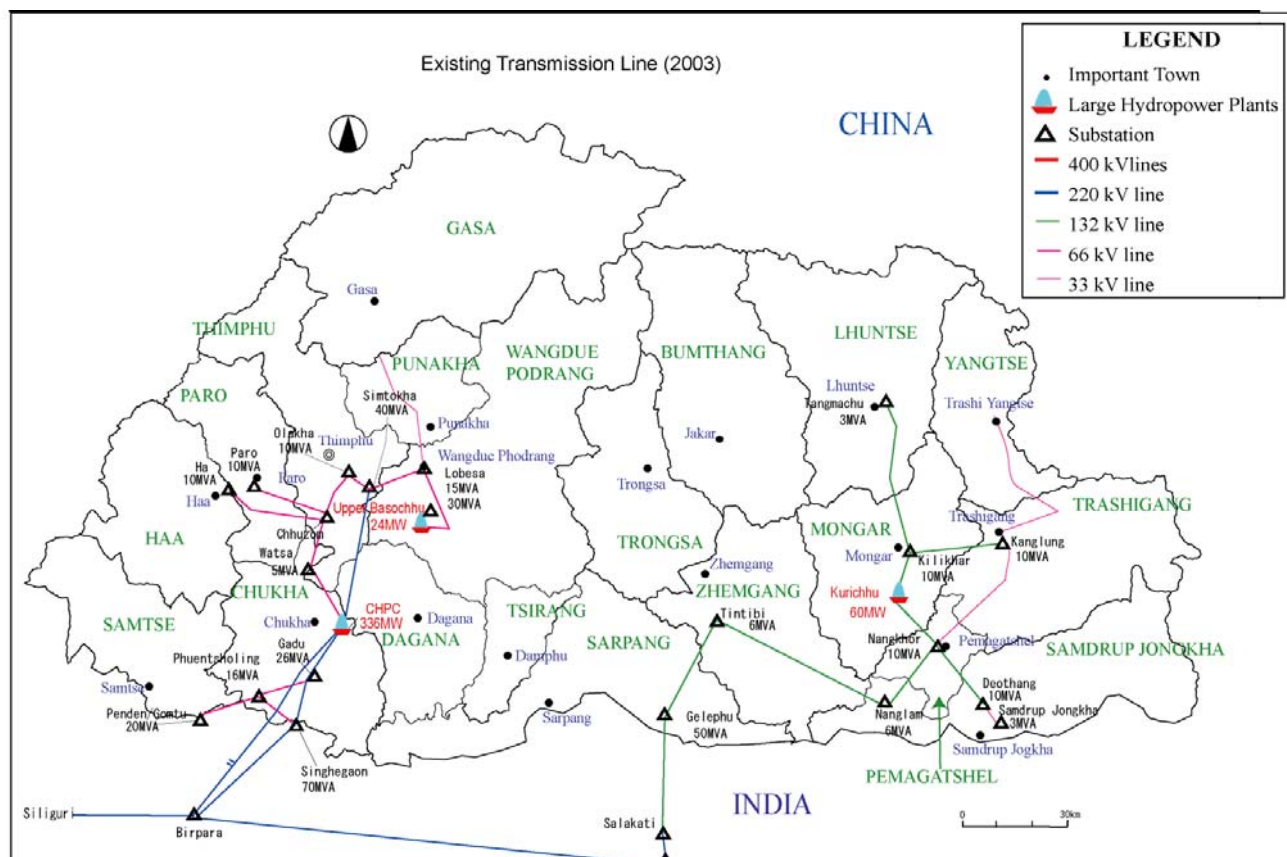 Existing Transmission Line (2003)
LEGEND
Important Town
Large Hydropower Plants
Substation
400 kVlines
220 kV line
132 kV line
66 kV line
33 kV line
CHINA
GASA
Gasa
THIMPHU
PUNAKHA
WANGDUE
PODRANG
BUMTHANG
LHUNTSE
YANGTSE
PARO
Simtokha
40MVA
Lhuntse
Tangmachu
3MVA
Trashi Yangtse
Punakha
Jakar
Olakha
10MVA
Thimphu
Paro
10MVA
Paro
Ha
10MVA
Haa
Wangdue Phodrang
Lobesa
15MVA
30MVA
Trongsa
Upper Basochhu
24MW
TRASHIGANG
Trashigang
Kanglung
10MVA
MONGAR
Mongar
Kilikhar
10MVA
HAA
Chhuzom
Watsa
5MVA
TRONGSA
Zhemgang
ZHEMGANG
Kurichhu
60MW
CHUKHA
Chukha
CHPC
336MW
Dagana
DAGANA
TSIRANG
Damphu
SARPANG
Tintibi
6MVA
SAMTSE
Samtse
Gadu
26MVA
Phuentsholing
16MVA
Nangkhor
10MVA
Pemagatshel
SAMDRUP JONGKHA
Deothang
10MVA
Samdrup Jongkha
3MVA
Samdrup Jogkha
Penden/Gomtu
20MVA
Sarpang
Gelephu
50MVA
Nanglam
6MVA
PEMAGATSHEL
Singhegaon
70MVA
Siliguri
Birpara
INDIA
Salakati
0
30km